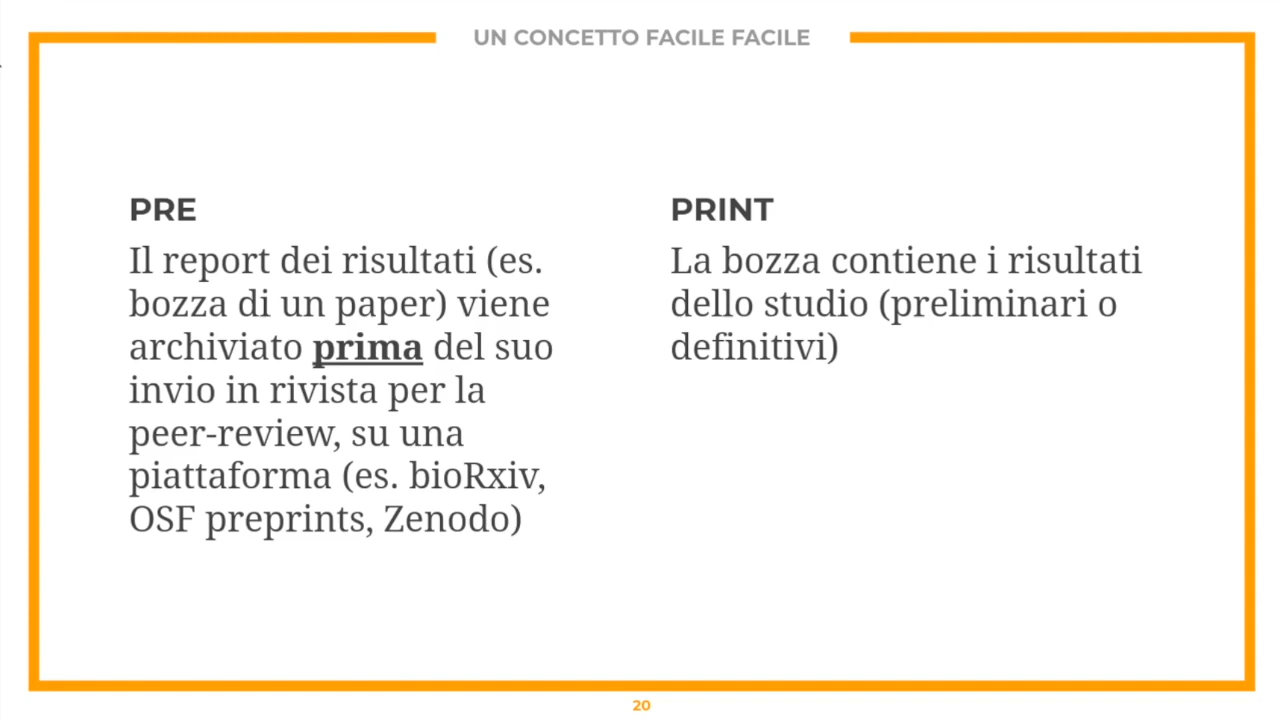 UN CONCETTO FACILE FACILE
PRE
Il report dei risultati (es.
bozza di un paper) viene
archiviato prima del suo
invio in rivista per la
peer-review, su una
piattaforma (es. bioRxiv,
OSF preprints, Zenodo)
PRINT
La bozza contiene i risultati
dello studio (preliminari o
definitivi)
20